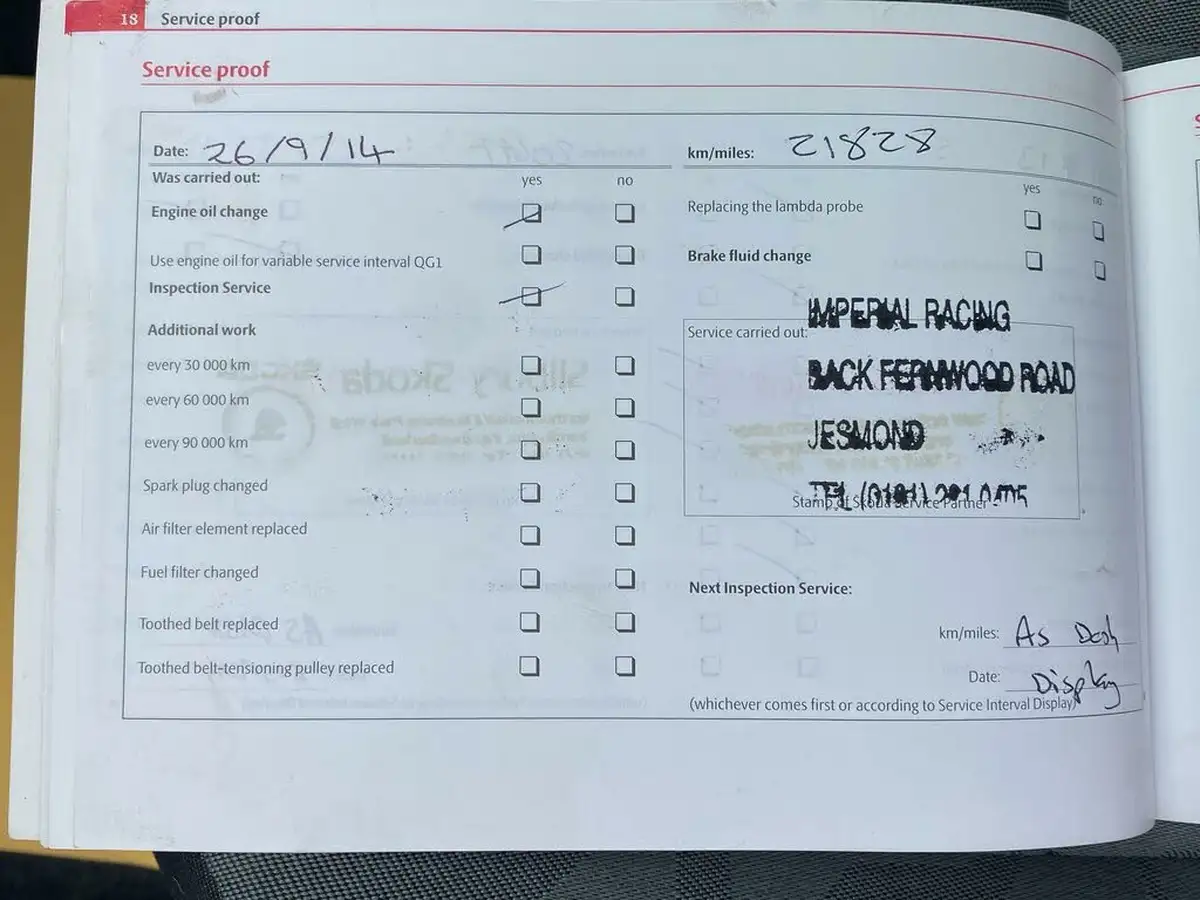 18 Service proof
Service proof
Date: 26/9/14
km/miles: 21828
Was carried out:
yes no
yes no
Engine oil change
Replacing the lambda probe
Use engine oil for variable service interval QG1
Brake fluid change
Inspection Service
IMPERIAL RACING
Additional work
Service carried out:
every 30 000 km
BACK FERNWOOD ROAD
every 60 000 km
JESMOND
every 90 000 km
Spark plug changed
TEL (0191)
Stamp of Skoda Service Partner
Air filter element replaced
Fuel filter changed
Next Inspection Service:
Toothed belt replaced
km/miles: As Dash
Toothed belt-tensioning pulley replaced
Date: Display
(whichever comes first or according to Service Interval Display)